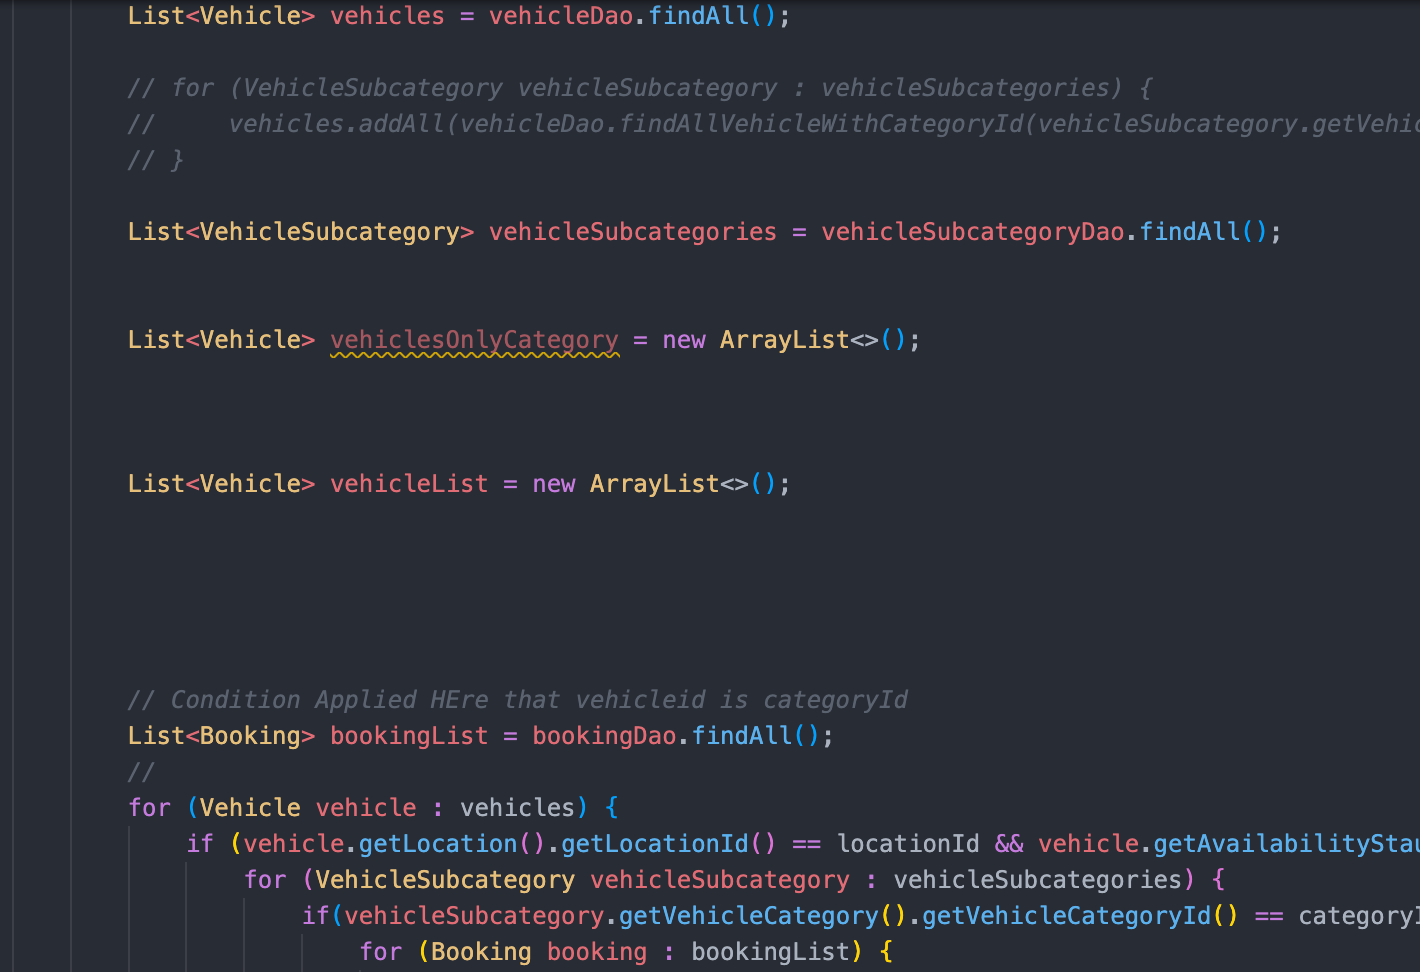 List<Vehicle> vehicles = vehicleDao.findAll();
// for (VehicleSubcategory vehicleSubcategory : vehicleSubcategories) {
//     vehicles.addAll(vehicleDao.findAllVehicleWithCategoryId(vehicleSubcategory.getVehic
// }
List<VehicleSubcategory> vehicleSubcategories = vehicleSubcategoryDao.findAll();
List<Vehicle> vehiclesOnlyCategory = new ArrayList<>();
List<Vehicle> vehicleList = new ArrayList<>();
// Condition Applied HEre that vehicleid is categoryId
List<Booking> bookingList = bookingDao.findAll();
//
for (Vehicle vehicle : vehicles) {
    if (vehicle.getLocation().getLocationId() == locationId && vehicle.getAvailabilityStau
        for (VehicleSubcategory vehicleSubcategory : vehicleSubcategories) {
            if(vehicleSubcategory.getVehicleCategory().getVehicleCategoryId() == categoryI
                for (Booking booking : bookingList) {